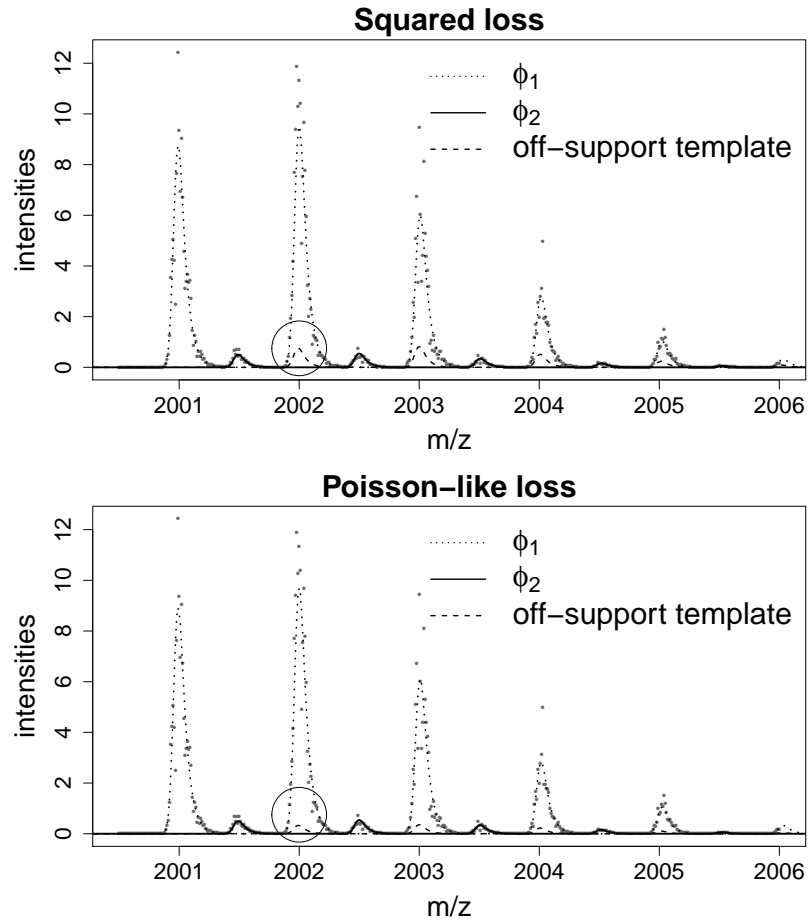 Squared loss
intensities
12
10
8
6
4
2
0
ϕ1
ϕ2
off−support template
2001 2002 2003 2004 2005 2006
m/z
Poisson−like loss
intensities
12
10
8
6
4
2
0
ϕ1
ϕ2
off−support template
2001 2002 2003 2004 2005 2006
m/z